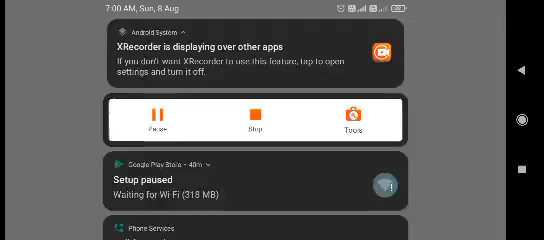 7:00 AM, Sun, 8 Aug
Android System
XRecorder is displaying over other apps
If you don't want XRecorder to use this feature, tap to open
settings and turn it off.
Pause
Stop
Tools
Google Play Store • 40m
Setup paused
Waiting for Wi-Fi (318 MB)
Phone Services